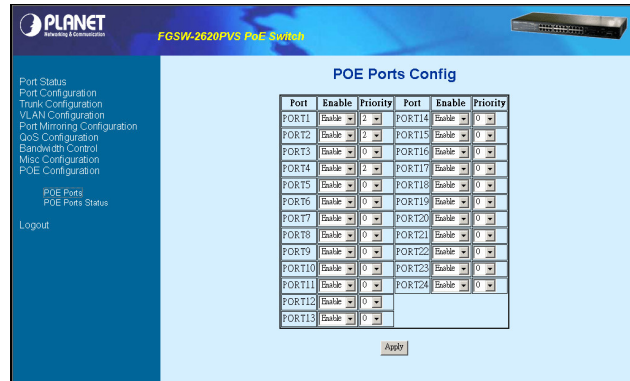 PLANET
Networking & Communication
FGSW-2620PVS PoE Switch
Port Status
Port Configuration
Trunk Configuration
VLAN Configuration
Port Mirroring Configuration
QoS Configuration
Bandwidth Control
Misc Configuration
POE Configuration
POE Ports
POE Ports Status
Logout
POE Ports Config
Port Enable Priority Port Enable Priority
PORT1 Enable 2 PORT14 Enable 0
PORT2 Enable 2 PORT15 Enable 0
PORT3 Enable 0 PORT16 Enable 0
PORT4 Enable 2 PORT17 Enable 0
PORT5 Enable 0 PORT18 Enable 0
PORT6 Enable 0 PORT19 Enable 0
PORT7 Enable 0 PORT20 Enable 0
PORT8 Enable 0 PORT21 Enable 0
PORT9 Enable 0 PORT22 Enable 0
PORT10 Enable 0 PORT23 Enable 0
PORT11 Enable 0 PORT24 Enable 0
PORT12 Enable 0
PORT13 Enable 0
Apply